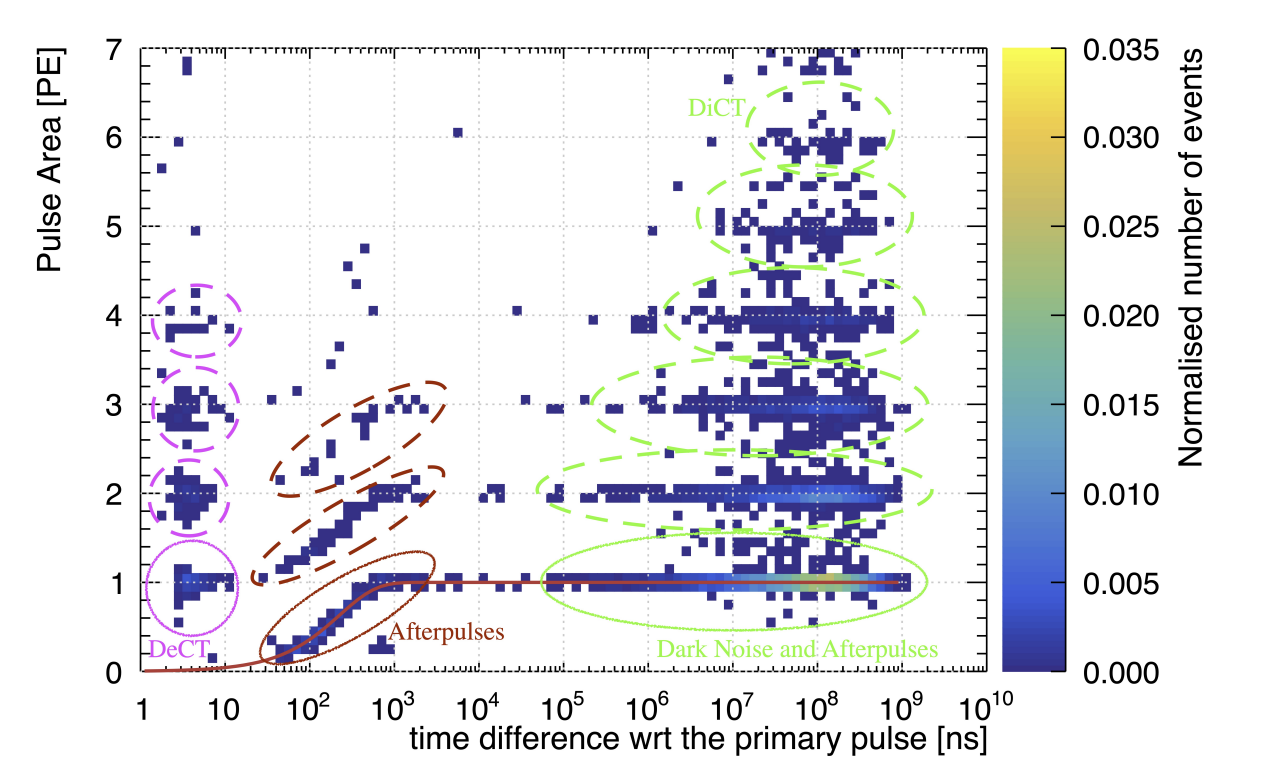 Pulse Area [PE]
7
6
5
4
3
2
1
0
DiCT
DeCT
Afterpulses
Dark Noise and Afterpulses
1 10 10² 10³ 10⁴ 10⁵ 10⁶ 10⁷ 10⁸ 10⁹ 10¹⁰
time difference wrt the primary pulse [ns]
0.035
0.030
0.025
0.020
0.015
0.010
0.005
0.000
Normalised number of events